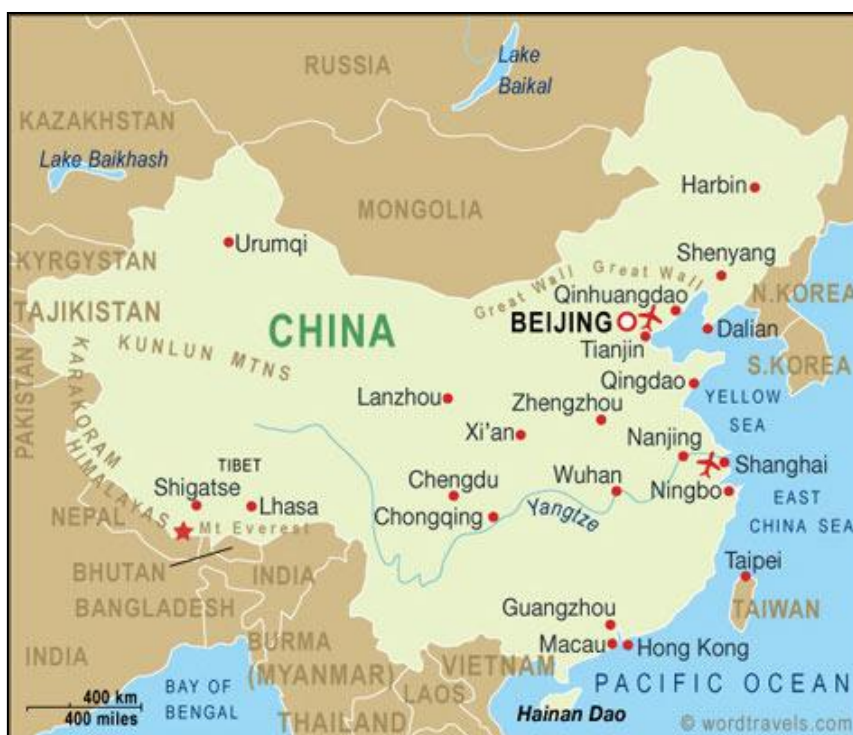 RUSSIA
Lake
Baikal
KAZAKHSTAN
Lake Baikhash
MONGOLIA
Harbin
Urumqi
KYRGYSTAN
Shenyang
Great Wall Great Wall
TAJIKISTAN
Qinhuangdao
N.KOREA
CHINA
BEIJING
Dalian
KUNLUN MTNS
Tianjin
S.KOREA
PAKISTAN
KARAKORAM
Qingdao
Lanzhou
Zhengzhou
YELLOW
SEA
Xi'an
Nanjing
HIMALAYAS
TIBET
Shanghai
Shigatse
Chengdu
Wuhan
Ningbo
EAST
CHINA SEA
Lhasa
NEPAL
Mt Everest
Chongqing
Yangtze
Taipei
BHUTAN
INDIA
BANGLADESH
TAIWAN
Guangzhou
INDIA
BURMA
(MYANMAR)
Macau
Hong Kong
VIETNAM
PACIFIC OCEAN
BAY OF
BENGAL
LAOS
400 km
400 miles
THAILAND
Hainan Dao
© wordtravels.com